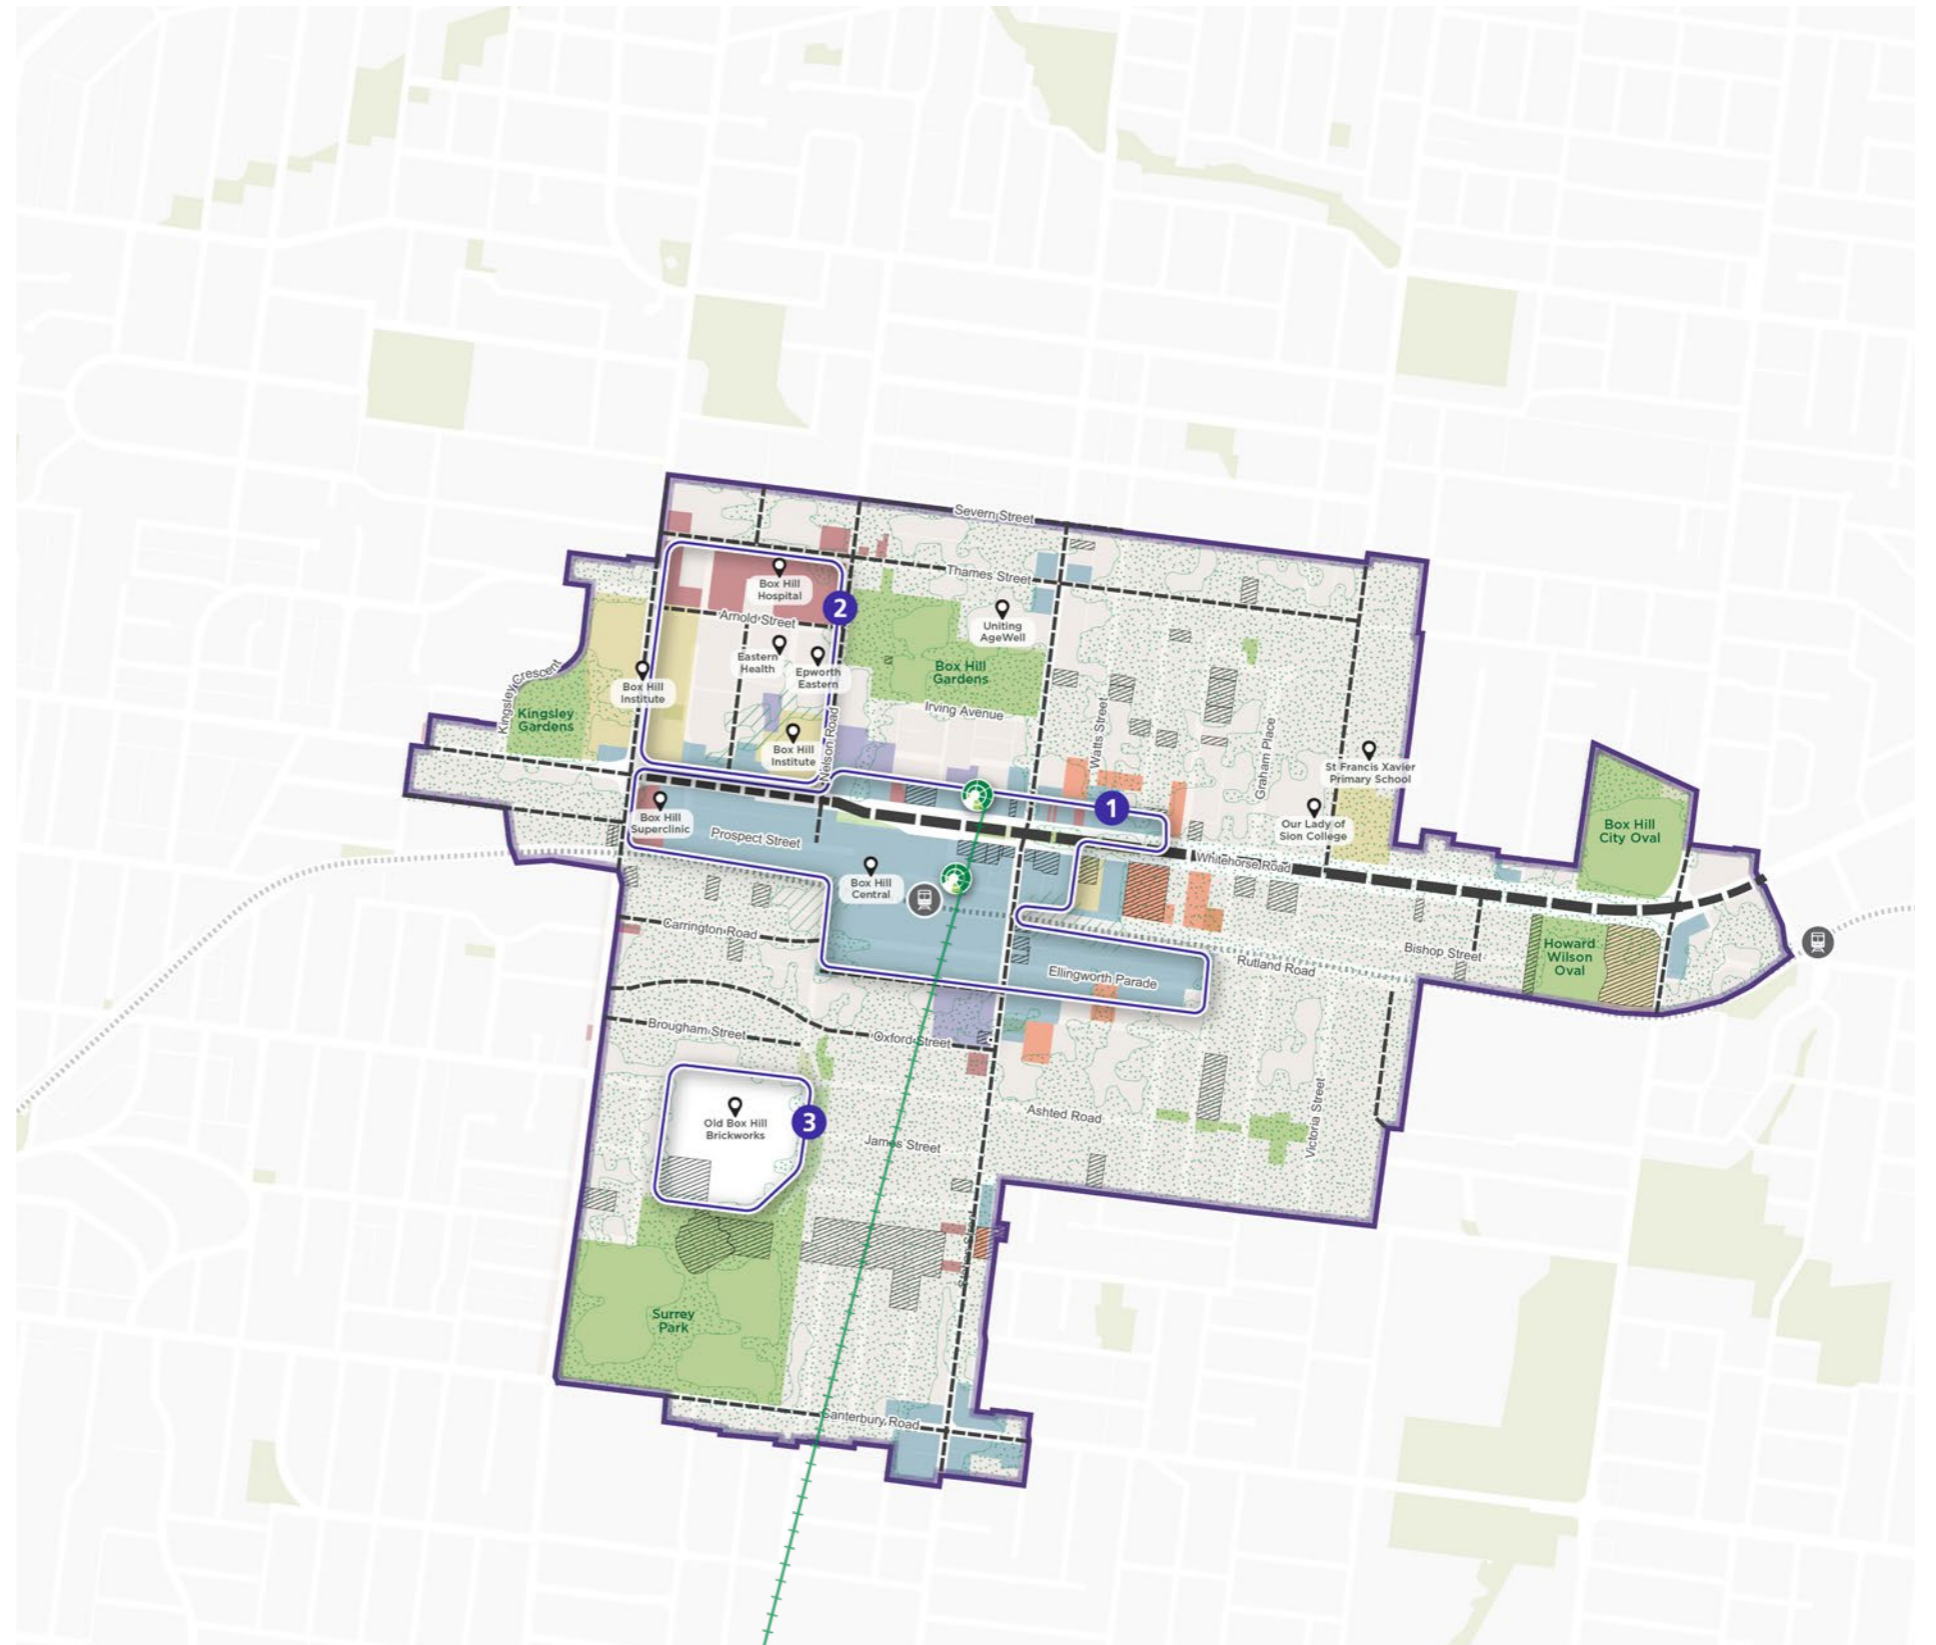 Severn Street
Thames Street
Box Hill
Hospital
2
Arnold Street
Uniting
AgeWell
Eastern
Health
Epworth
Eastern
Box Hill
Gardens
Kingsley Crescent
Box Hill
Institute
Kingsley
Gardens
Irving Avenue
Watts Street
Graham Place
Nelson Road
Box Hill
Institute
St Francis Xavier
Primary School
1
Box Hill
Superclinic
Prospect Street
Our Lady of
Sion College
Box Hill
City Oval
Whitehorse Road
Box Hill
Central
Carrington Road
Bishop Street
Howard
Wilson
Oval
Rutland Road
Ellingworth Parade
Brougham Street
Oxford Street
Old Box Hill
Brickworks
3
Ashted Road
James Street
Victoria Street
Surrey
Park